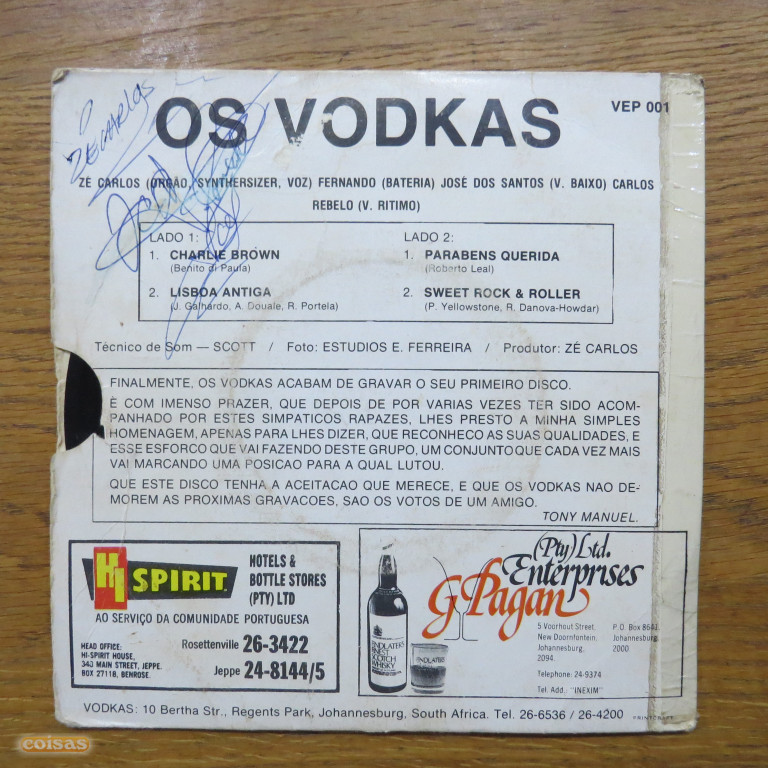 ZÉ CARLOS
OS VODKAS
VEP 001
ZÉ CARLOS (ORGÃO, SYNTHERSIZER, VOZ) FERNANDO (BATERIA) JOSÉ DOS SANTOS (V. BAIXO) CARLOS
REBELO (V. RITIMO)
LADO 1:
1. CHARLIE BROWN
(Benito di Paula)
2. LISBOA ANTIGA
(J. Galhardo, A. Douale, R. Portela)
LADO 2:
1. PARABENS QUERIDA
(Roberto Leal)
2. SWEET ROCK & ROLLER
(P. Yellowstone, R. Danova-Howdar)
Técnico de Som — SCOTT / Foto: ESTUDIOS E. FERREIRA / Produtor: ZÉ CARLOS
FINALMENTE, OS VODKAS ACABAM DE GRAVAR O SEU PRIMEIRO DISCO.
É COM IMENSO PRAZER, QUE DEPOIS DE POR VARIAS VEZES TER SIDO ACOM-
PANHADO POR ESTES SIMPATICOS RAPAZES, LHES PRESTO A MINHA SIMPLES
HOMENAGEM, APENAS PARA LHES DIZER, QUE RECONHECO AS SUAS QUALIDADES, E
ESSE ESFORCO QUE VAI FAZENDO DESTE GRUPO, UM CONJUNTO QUE CADA VEZ MAIS
VAI MARCANDO UMA POSICAO PARA A QUAL LUTOU.
QUE ESTE DISCO TENHA A ACEITACAO QUE MERECE, E QUE OS VODKAS NAO DE-
MOREM AS PROXIMAS GRAVACOES, SAO OS VOTOS DE UM AMIGO.
TONY MANUEL.
HI SPIRIT.
HOTELS &
BOTTLE STORES
(PTY) LTD
AO SERVIÇO DA COMUNIDADE PORTUGUESA
HEAD OFFICE:
HI-SPIRIT HOUSE,
340 MAIN STREET, JEPPE.
BOX 27118, BENROSE.
Rosettenville 26-3422
Jeppe 24-8144/5
G Pagan
(Pty) Ltd.
Enterprises
FINDLATER'S
FINEST
SCOTCH
WHISKY
5 Voorhout Street,
New Doornfontein,
Johannesburg,
2094.
P.O. Box 8641,
Johannesburg
2000
Telephone: 24-9374
Tel. Add. "INEXIM"
VODKAS: 10 Bertha Str., Regents Park, Johannesburg, South Africa. Tel. 26-6536 / 26-4200
PRINTCRAFT
coisas